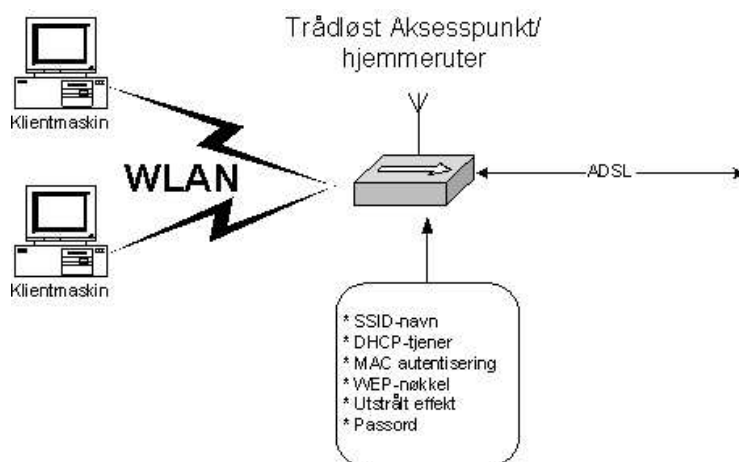 Trådløst Aksesspunkt/
hjemmeruter
Klientmaskin
WLAN
ADSL
Klientmaskin
* SSID-navn
* DHCP-tjener
* MAC autentisering
* WEP-nøkkel
* Utstrålt effekt
* Passord